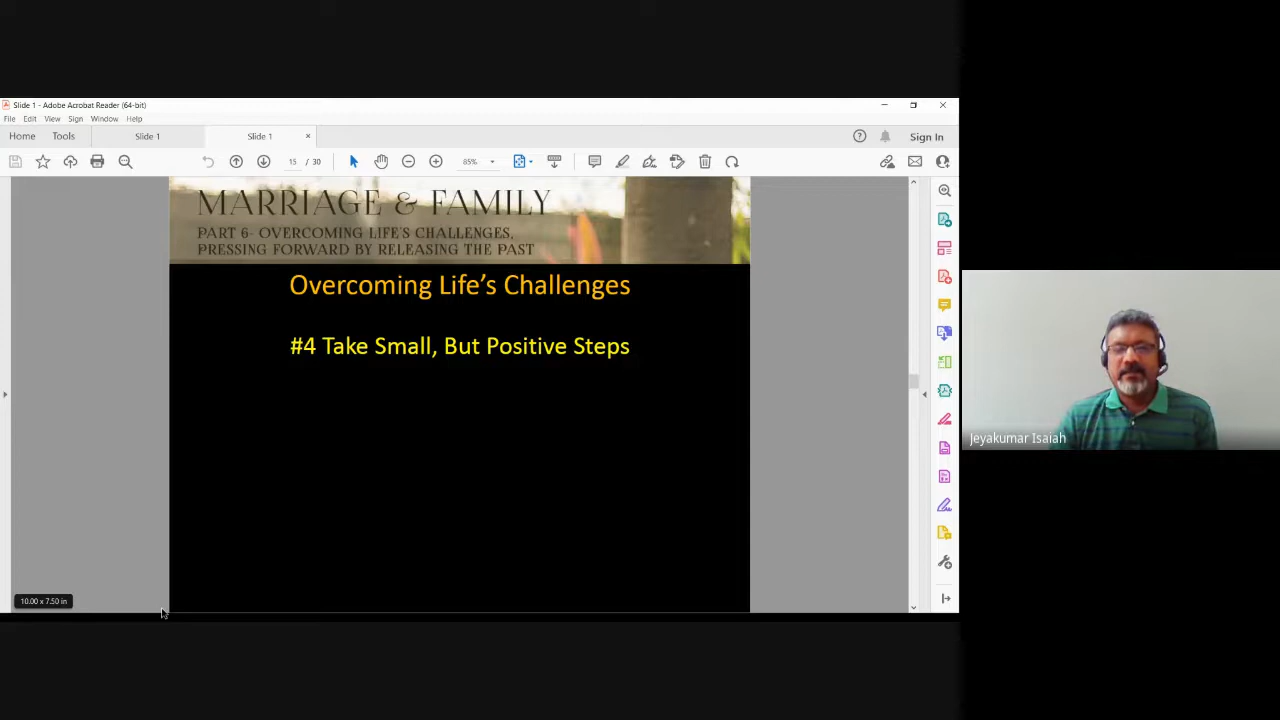 Slide 1 - Adobe Acrobat Reader (64-bit)
File Edit View Sign Window Help
Home Tools Slide 1 Slide 1 × Sign In
15 / 30 85%
MARRIAGE & FAMILY
PART 6- OVERCOMING LIFE'S CHALLENGES,
PRESSING FORWARD BY RELEASING THE PAST
Overcoming Life’s Challenges
#4 Take Small, But Positive Steps
Jeyakumar Isaiah
10.00 x 7.50 in